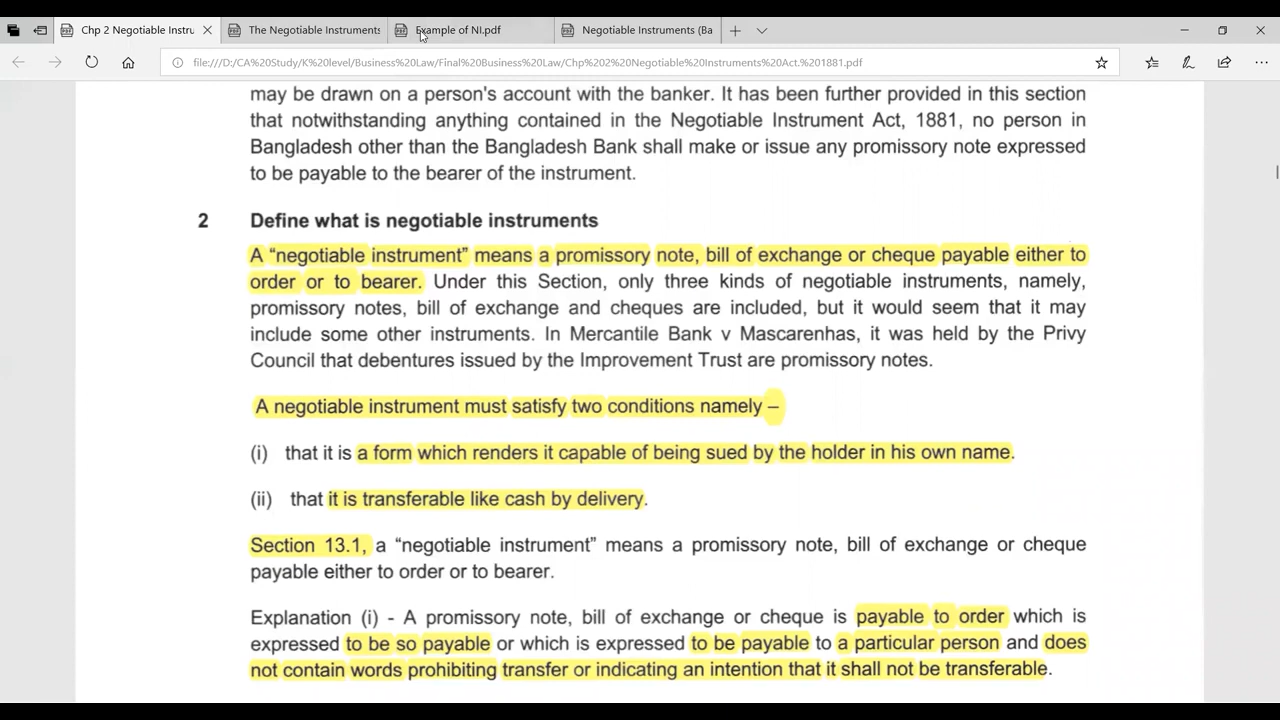 Chp 2 Negotiable Instru
The Negotiable Instruments
Example of NI.pdf
Negotiable Instruments (Ba
file:///D:/CA%20Study/K%20level/Business%20Law/Final%20Business%20Law/Chp%202%20Negotiable%20Instruments%20Act.%201881.pdf
may be drawn on a person's account with the banker. It has been further provided in this section
that notwithstanding anything contained in the Negotiable Instrument Act, 1881, no person in
Bangladesh other than the Bangladesh Bank shall make or issue any promissory note expressed
to be payable to the bearer of the instrument.
2 Define what is negotiable instruments
A “negotiable instrument” means a promissory note, bill of exchange or cheque payable either to
order or to bearer. Under this Section, only three kinds of negotiable instruments, namely,
promissory notes, bill of exchange and cheques are included, but it would seem that it may
include some other instruments. In Mercantile Bank v Mascarenhas, it was held by the Privy
Council that debentures issued by the Improvement Trust are promissory notes.
A negotiable instrument must satisfy two conditions namely –
(i) that it is a form which renders it capable of being sued by the holder in his own name.
(ii) that it is transferable like cash by delivery.
Section 13.1, a “negotiable instrument” means a promissory note, bill of exchange or cheque
payable either to order or to bearer.
Explanation (i) - A promissory note, bill of exchange or cheque is payable to order which is
expressed to be so payable or which is expressed to be payable to a particular person and does
not contain words prohibiting transfer or indicating an intention that it shall not be transferable.